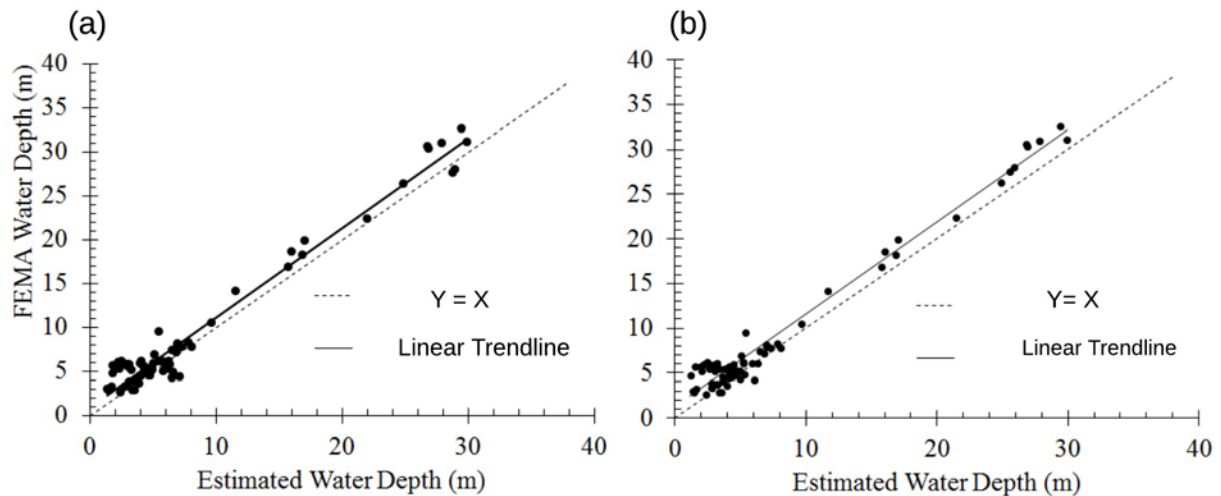 (a)
40
35
30
25
20
15
10
5
0
FEMA Water Depth (m)
Y = X
Linear Trendline
0 10 20 30 40
Estimated Water Depth (m)
(b)
40
35
30
25
20
15
10
5
0
Y= X
Linear Trendline
0 10 20 30 40
Estimated Water Depth (m)